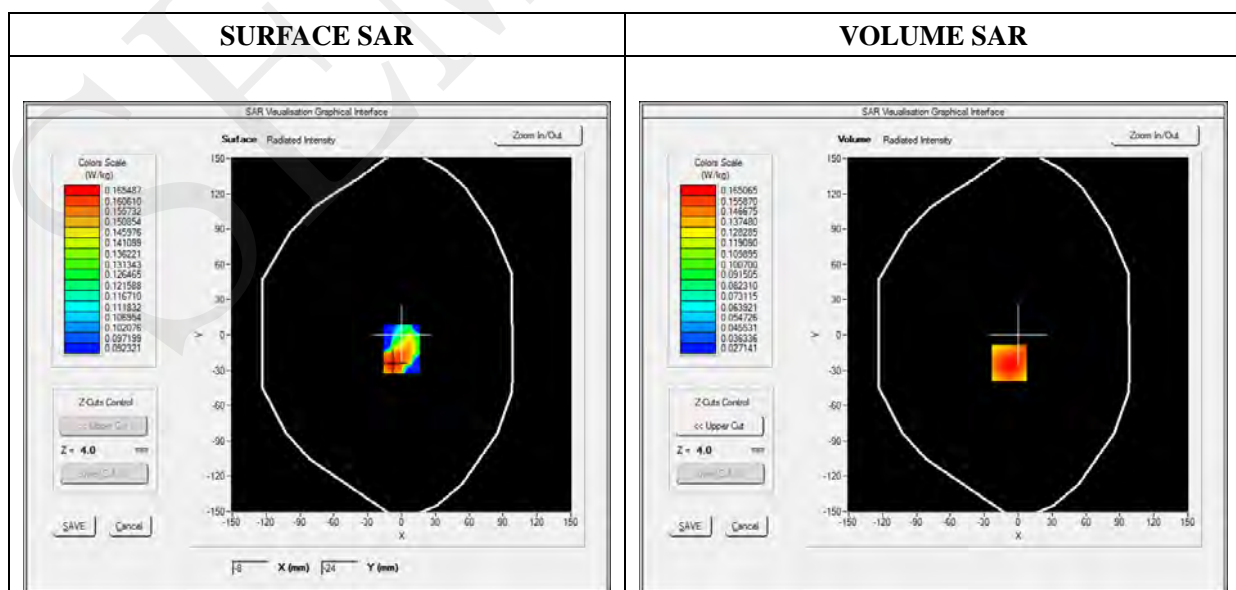 SURFACE SAR
VOLUME SAR
SAR Visualisation Graphical Interface
Surface Radiated Intensity
Zoom In/Out
Colors Scale
(W/kg)
0.165487
0.160610
0.155732
0.150854
0.145976
0.141099
0.136221
0.131343
0.126465
0.121588
0.116710
0.111832
0.106954
0.102076
0.097199
0.092321
150
120
90
60
30
0
-30
-60
-90
-120
-150
Y
-150 -120 -90 -60 -30 0 30 60 90 120 150
X
Z-Cuts Control
<< Upper Cut
Z = 4.0 mm
SAVE Cancel
-8 X (mm) -24 Y (mm)
SAR Visualisation Graphical Interface
Volume Radiated Intensity
Zoom In/Out
Colors Scale
(W/kg)
0.165065
0.155870
0.146675
0.137480
0.128285
0.119090
0.109895
0.100700
0.091505
0.082310
0.073115
0.063921
0.054726
0.045531
0.036336
0.027141
150
120
90
60
30
0
-30
-60
-90
-120
-150
Y
-150 -120 -90 -60 -30 0 30 60 90 120 150
X
Z-Cuts Control
<< Upper Cut
Z = 4.0 mm
SAVE Cancel